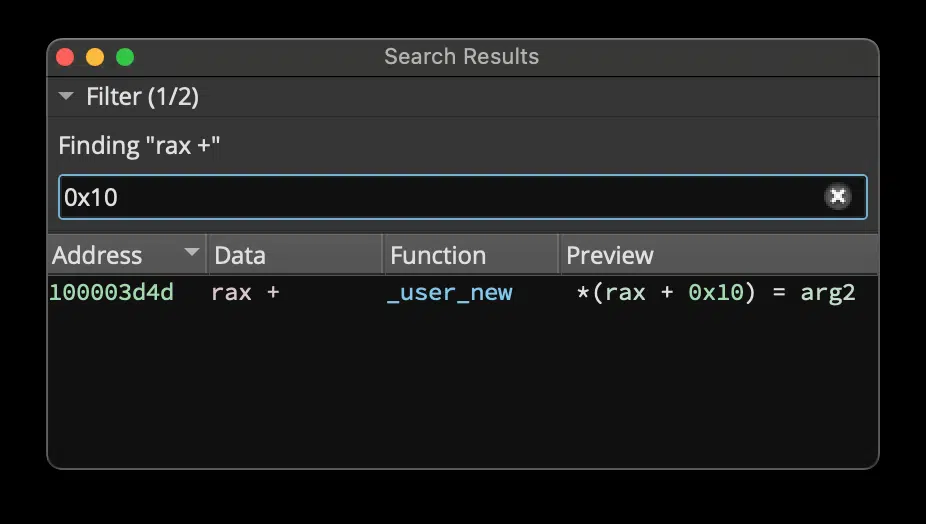 Search Results
Filter (1/2)
Finding "rax +"
0x10
Address Data Function Preview
100003d4d rax + _user_new *(rax + 0x10) = arg2